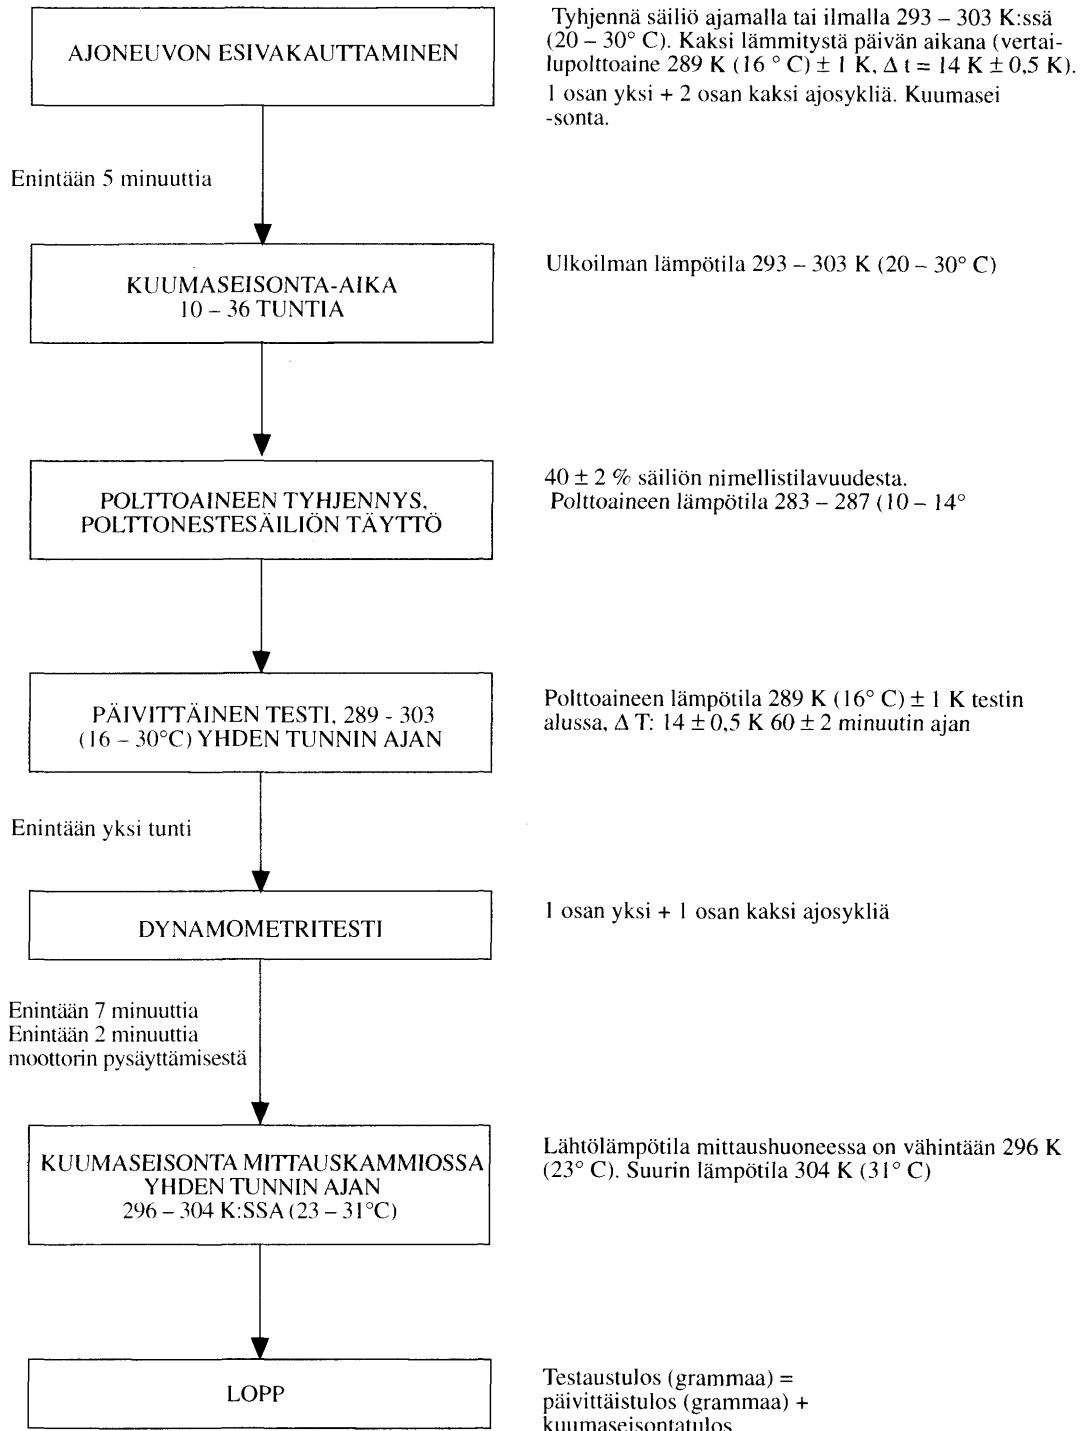 AJONEUVON ESIVAKAUTTAMINEN
Tyhjennä säiliö ajamalla tai ilmalla 293 – 303 K:ssä
(20 – 30° C). Kaksi lämmitystä päivän aikana (vertai-
lupolttoaine 289 K (16 ° C) ± 1 K, Δ t = 14 K ± 0,5 K).
1 osan yksi + 2 osan kaksi ajosykliä. Kuumasei
-sonta.
Enintään 5 minuuttia
KUUMASEISONTA-AIKA
10 – 36 TUNTIA
Ulkoilman lämpötila 293 – 303 K (20 – 30° C)
POLTTOAINEEN TYHJENNYS,
POLTTONESTESÄILIÖN TÄYTTÖ
40 ± 2 % säiliön nimellistilavuudesta.
Polttoaineen lämpötila 283 – 287 (10 – 14°
PÄIVITTÄINEN TESTI, 289 - 303
(16 – 30°C) YHDEN TUNNIN AJAN
Polttoaineen lämpötila 289 K (16° C) ± 1 K testin
alussa, Δ T: 14 ± 0,5 K 60 ± 2 minuutin ajan
Enintään yksi tunti
DYNAMOMETRITESTI
1 osan yksi + 1 osan kaksi ajosykliä
Enintään 7 minuuttia
Enintään 2 minuuttia
moottorin pysäyttämisestä
KUUMASEISONTA MITTAUSKAMMIOSSA
YHDEN TUNNIN AJAN
296 – 304 K:SSA (23 – 31°C)
Lähtölämpötila mittaushuoneessa on vähintään 296 K
(23° C). Suurin lämpötila 304 K (31° C)
LOPP
Testaustulos (grammaa) =
päivittäistulos (grammaa) +
kuumaseisontatulos